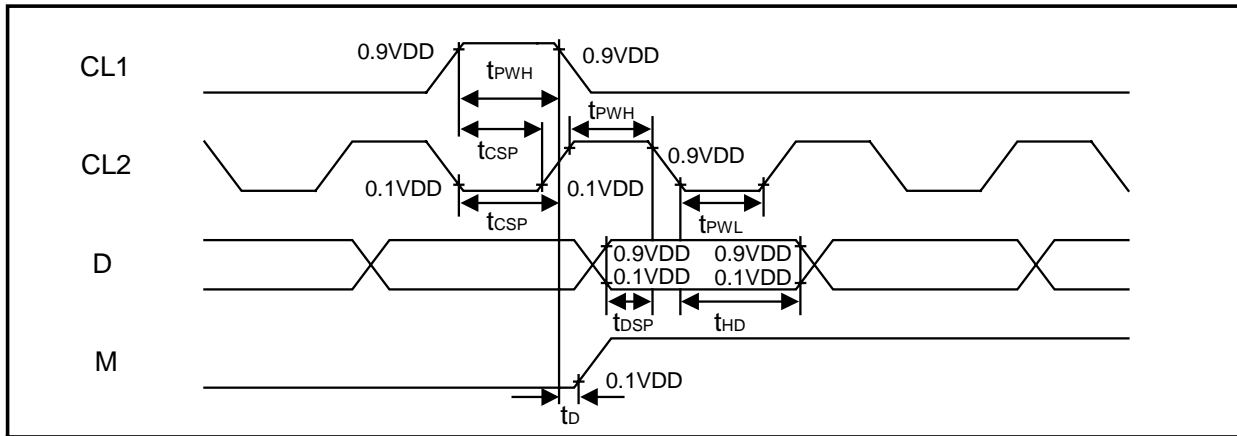 CL1
0.9VDD
0.9VDD
tPWH
tPWH
tCSP
CL2
0.9VDD
0.1VDD
0.1VDD
tCSP
tPWL
D
0.9VDD
0.9VDD
0.1VDD
0.1VDD
tDSP
tHD
M
0.1VDD
tD